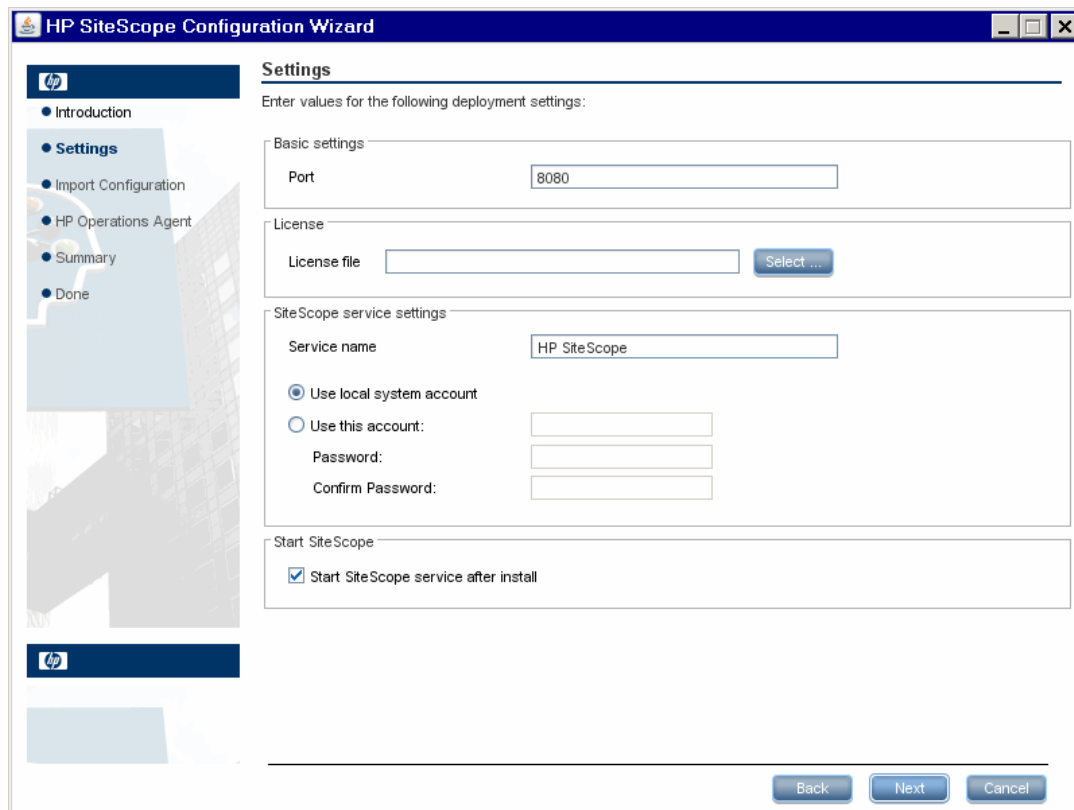 HP SiteScope Configuration Wizard
hp
Introduction
Settings
Import Configuration
HP Operations Agent
Summary
Done
hp
Settings
Enter values for the following deployment settings:
Basic settings
Port 8080
License
License file Select ...
SiteScope service settings
Service name HP SiteScope
Use local system account
Use this account:
Password:
Confirm Password:
Start SiteScope
Start SiteScope service after install
Back Next Cancel